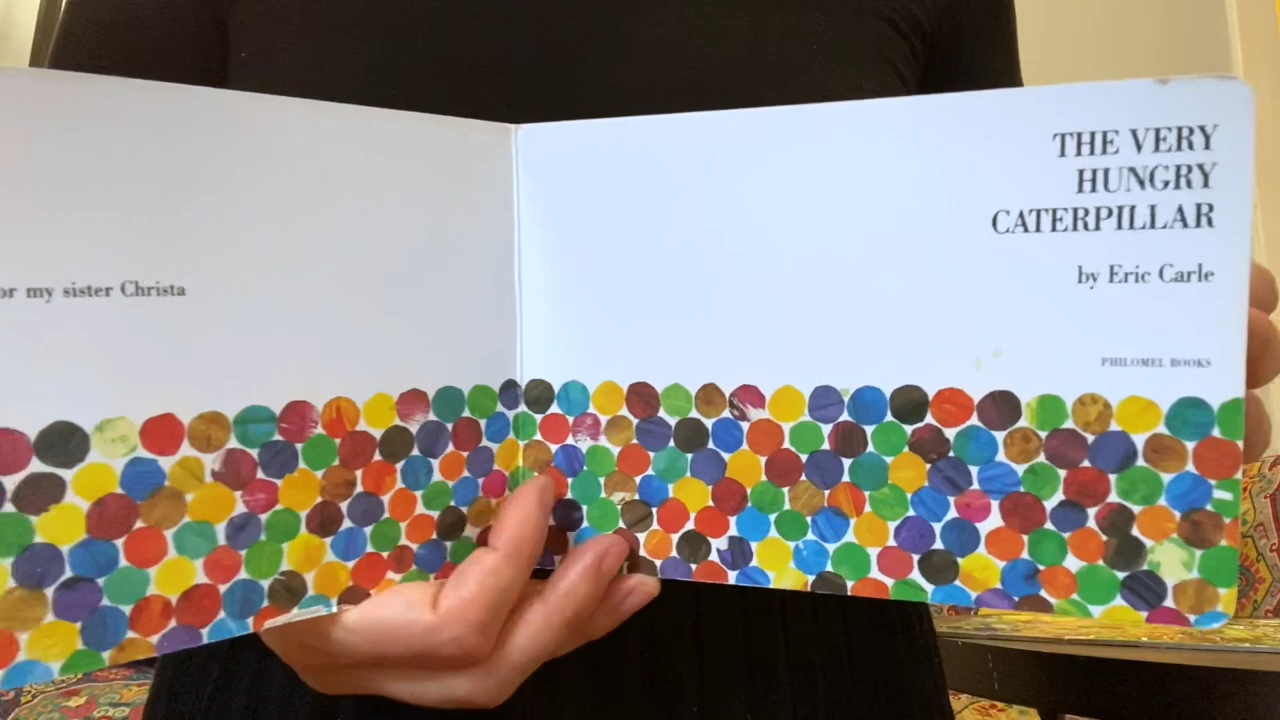 or my sister Christa
THE VERY
HUNGRY
CATERPILLAR
by Eric Carle
PHILOMEL BOOKS